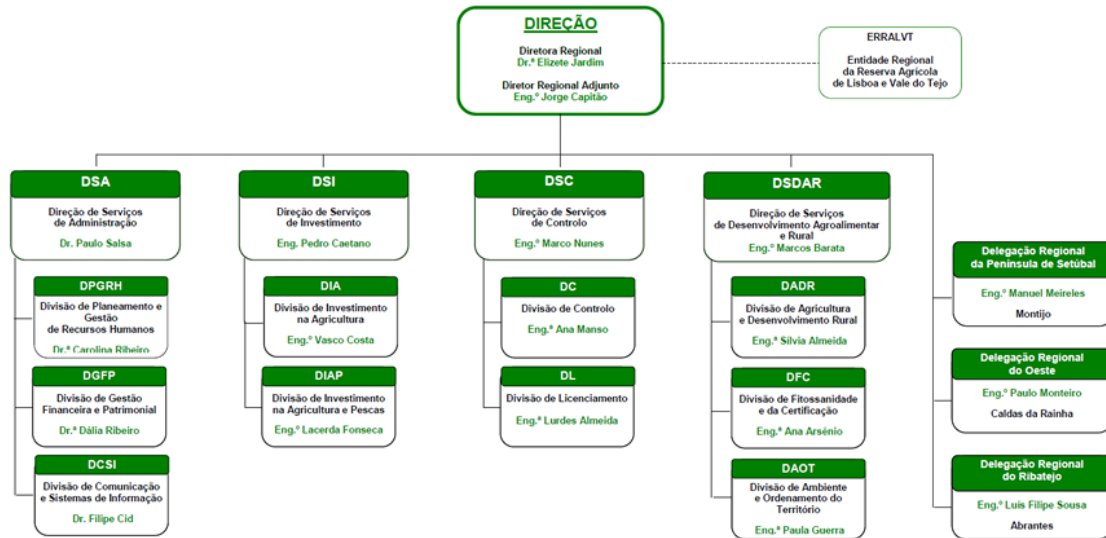 DIREÇÃO
Diretora Regional
Dr.ª Elizete Jardim
Diretor Regional Adjunto
Eng.º Jorge Capitão
ERRALVT
Entidade Regional
da Reserva Agrícola
de Lisboa e Vale do Tejo
DSA
Direção de Serviços
de Administração
Dr. Paulo Salsa
DPGRH
Divisão de Planeamento e
Gestão
de Recursos Humanos
Dr.ª Carolina Ribeiro
DGFP
Divisão de Gestão
Financeira e Patrimonial
Dr.ª Dália Ribeiro
DCSI
Divisão de Comunicação
e Sistemas de Informação
Dr. Filipe Cid
DSI
Direção de Serviços
de Investimento
Eng. Pedro Caetano
DIA
Divisão de Investimento
na Agricultura
Eng.º Vasco Costa
DIAP
Divisão de Investimento
na Agricultura e Pescas
Eng.º Lacerda Fonseca
DSC
Direção de Serviços
de Controlo
Eng.º Marco Nunes
DC
Divisão de Controlo
Eng.ª Ana Manso
DL
Divisão de Licenciamento
Eng.ª Lurdes Almeida
DSDAR
Direção de Serviços
de Desenvolvimento Agroalimentar
e Rural
Eng.º Marcos Barata
DADR
Divisão de Agricultura
e Desenvolvimento Rural
Eng.ª Sílvia Almeida
DFC
Divisão de Fitossanidade
e da Certificação
Eng.ª Ana Arsénio
DAOT
Divisão de Ambiente
e Ordenamento do
Território
Eng.ª Paula Guerra
Delegação Regional
da Península de Setúbal
Eng.º Manuel Meireles
Montijo
Delegação Regional
do Oeste
Eng.º Paulo Monteiro
Caldas da Rainha
Delegação Regional
do Ribatejo
Eng.º Luís Filipe Sousa
Abrantes